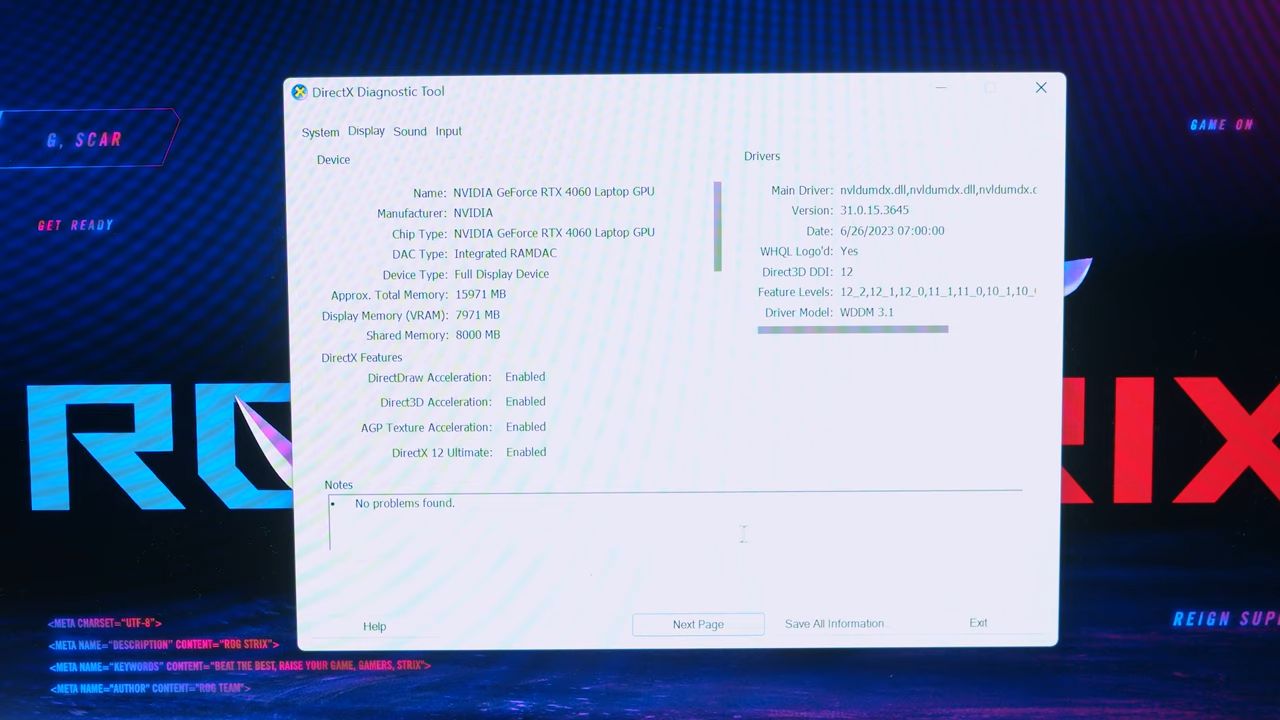 DirectX Diagnostic Tool
System Display Sound Input
Device
Name: NVIDIA GeForce RTX 4060 Laptop GPU
Manufacturer: NVIDIA
Chip Type: NVIDIA GeForce RTX 4060 Laptop GPU
DAC Type: Integrated RAMDAC
Device Type: Full Display Device
Approx. Total Memory: 15971 MB
Display Memory (VRAM): 7971 MB
Shared Memory: 8000 MB
Drivers
Main Driver: nvldumdx.dll,nvldumdx.dll,nvldumdx.c
Version: 31.0.15.3645
Date: 6/26/2023 07:00:00
WHQL Logo'd: Yes
Direct3D DDI: 12
Feature Levels: 12_2,12_1,12_0,11_1,11_0,10_1,10_
Driver Model: WDDM 3.1
DirectX Features
DirectDraw Acceleration: Enabled
Direct3D Acceleration: Enabled
AGP Texture Acceleration: Enabled
DirectX 12 Ultimate: Enabled
Notes
• No problems found.
Help
Next Page
Save All Information
Exit
G, SCAR
GET READY
GAME ON
RO
RIX
REIGN SUP
<META CHARSET="UTF-8">
<META NAME="DESCRIPTION" CONTENT="ROG STRIX">
<META NAME="KEYWORDS" CONTENT="BEAT THE BEST, RAISE YOUR GAME, GAMERS, STRIX">
<META NAME="AUTHOR" CONTENT="ROG TEAM">